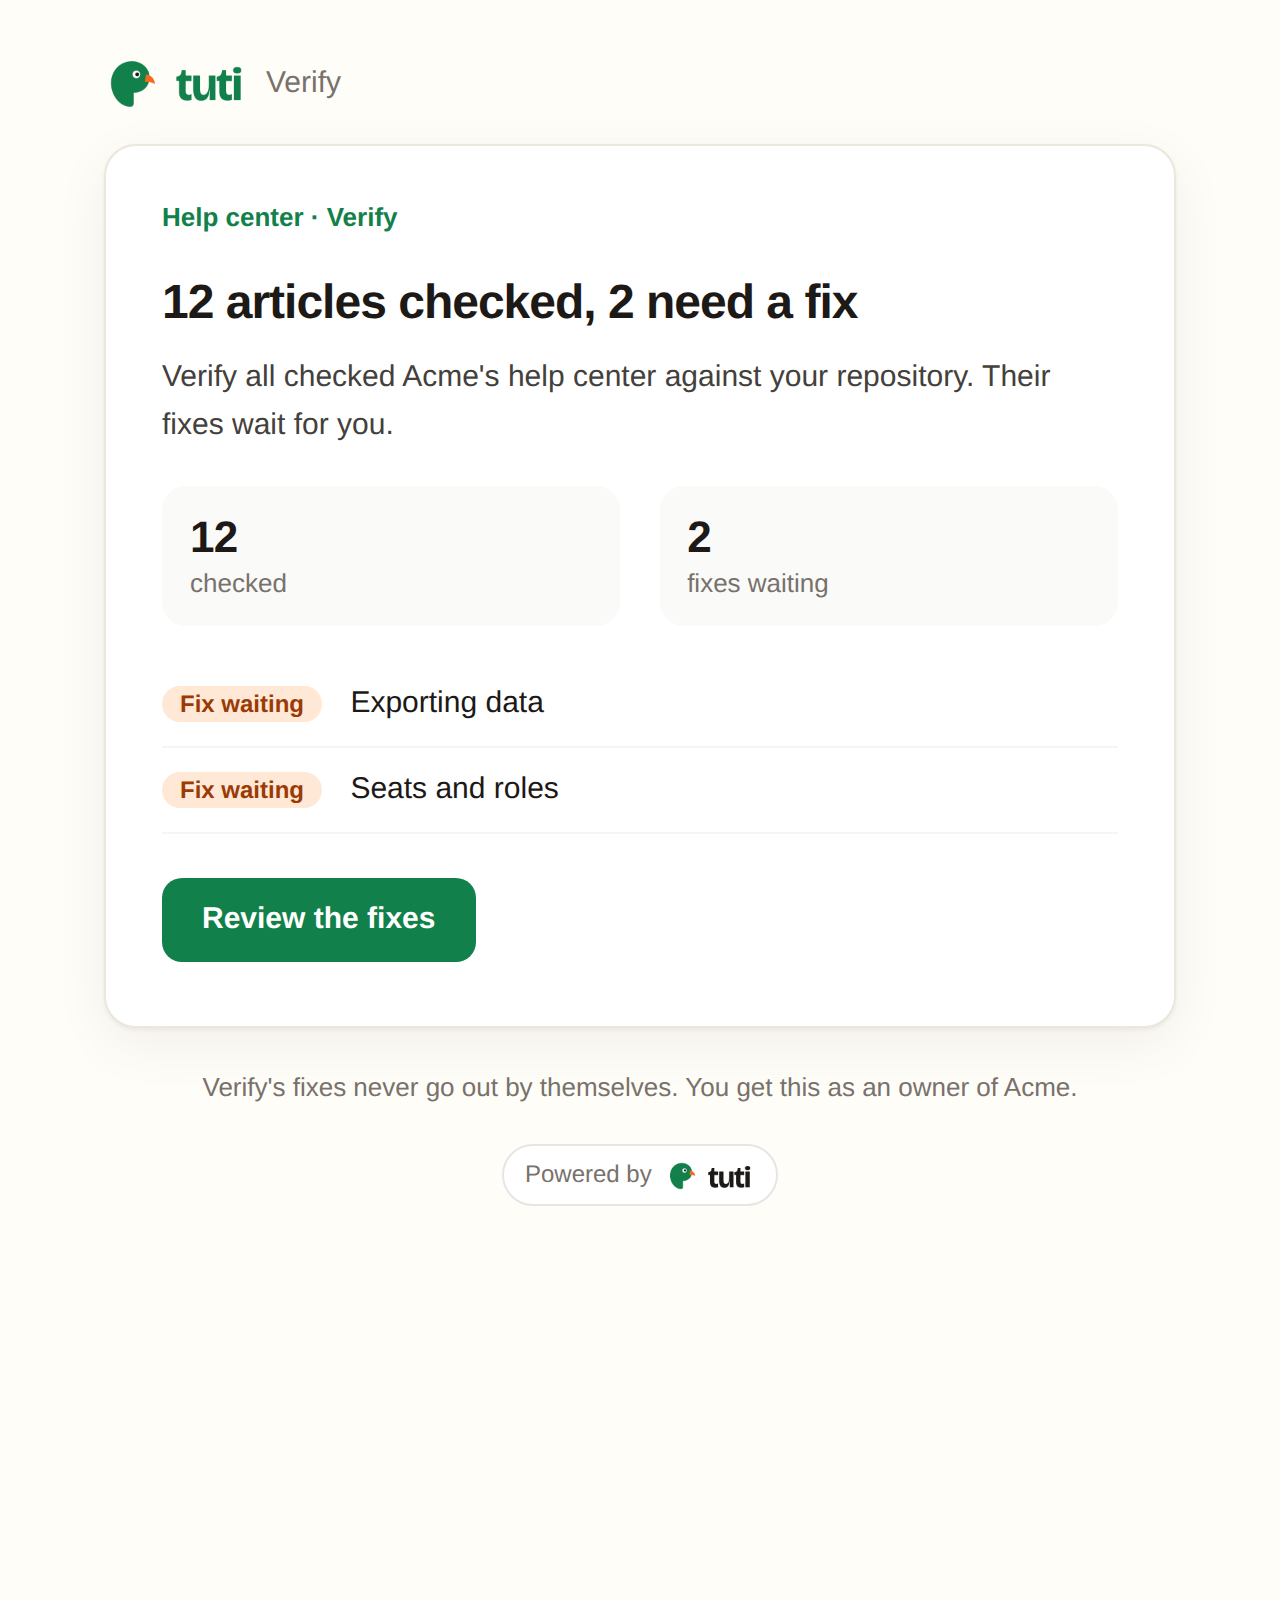 tuti Verify
Help center · Verify
12 articles checked, 2 need a fix
Verify all checked Acme's help center against your repository. Their
fixes wait for you.
12
checked
2
fixes waiting
Fix waiting Exporting data
Fix waiting Seats and roles
Review the fixes
Verify's fixes never go out by themselves. You get this as an owner of Acme.
Powered by tuti